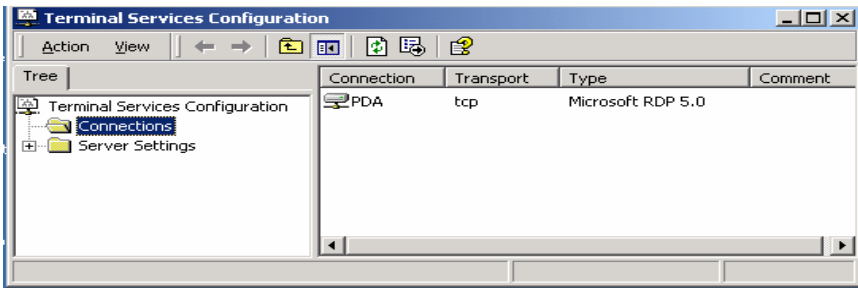 Terminal Services Configuration
Action View
Tree
Terminal Services Configuration
Connections
Server Settings
Connection Transport Type Comment
PDA tcp Microsoft RDP 5.0